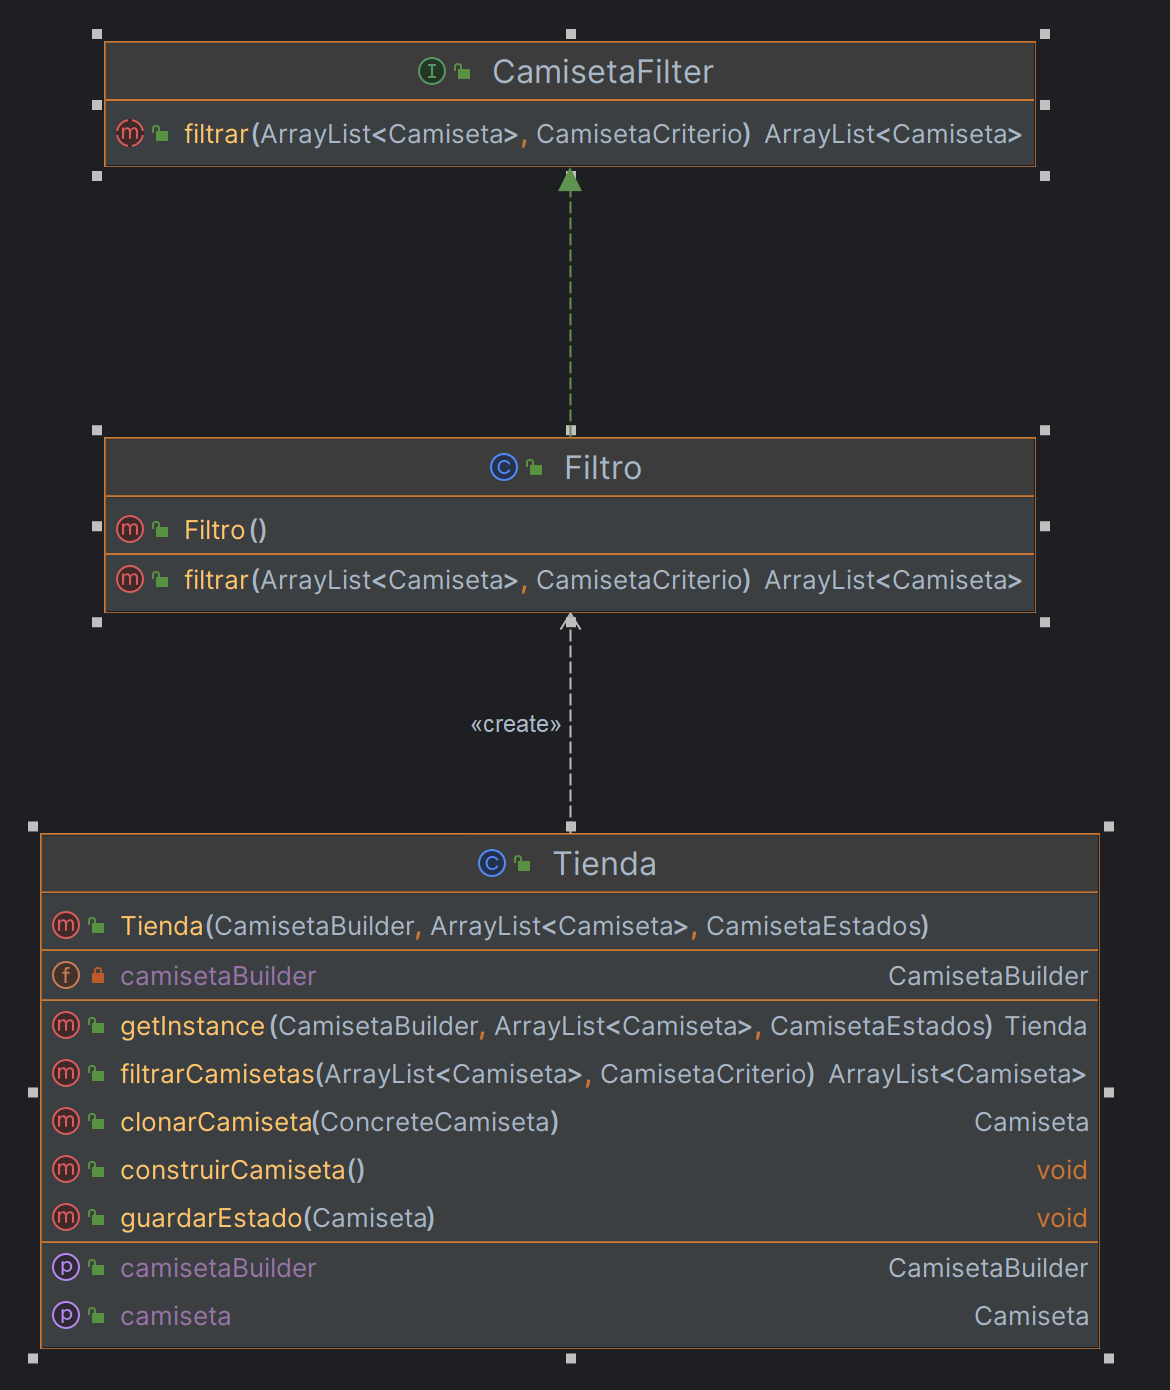 CamisetaFilter
filtrar(ArrayList<Camiseta>, CamisetaCriterio) ArrayList<Camiseta>
Filtro
Filtro()
filtrar(ArrayList<Camiseta>, CamisetaCriterio) ArrayList<Camiseta>
«create»
Tienda
Tienda(CamisetaBuilder, ArrayList<Camiseta>, CamisetaEstados)
camisetaBuilder CamisetaBuilder
getInstance(CamisetaBuilder, ArrayList<Camiseta>, CamisetaEstados) Tienda
filtrarCamisetas(ArrayList<Camiseta>, CamisetaCriterio) ArrayList<Camiseta>
clonarCamiseta(ConcreteCamiseta) Camiseta
construirCamiseta() void
guardarEstado(Camiseta) void
camisetaBuilder CamisetaBuilder
camiseta Camiseta